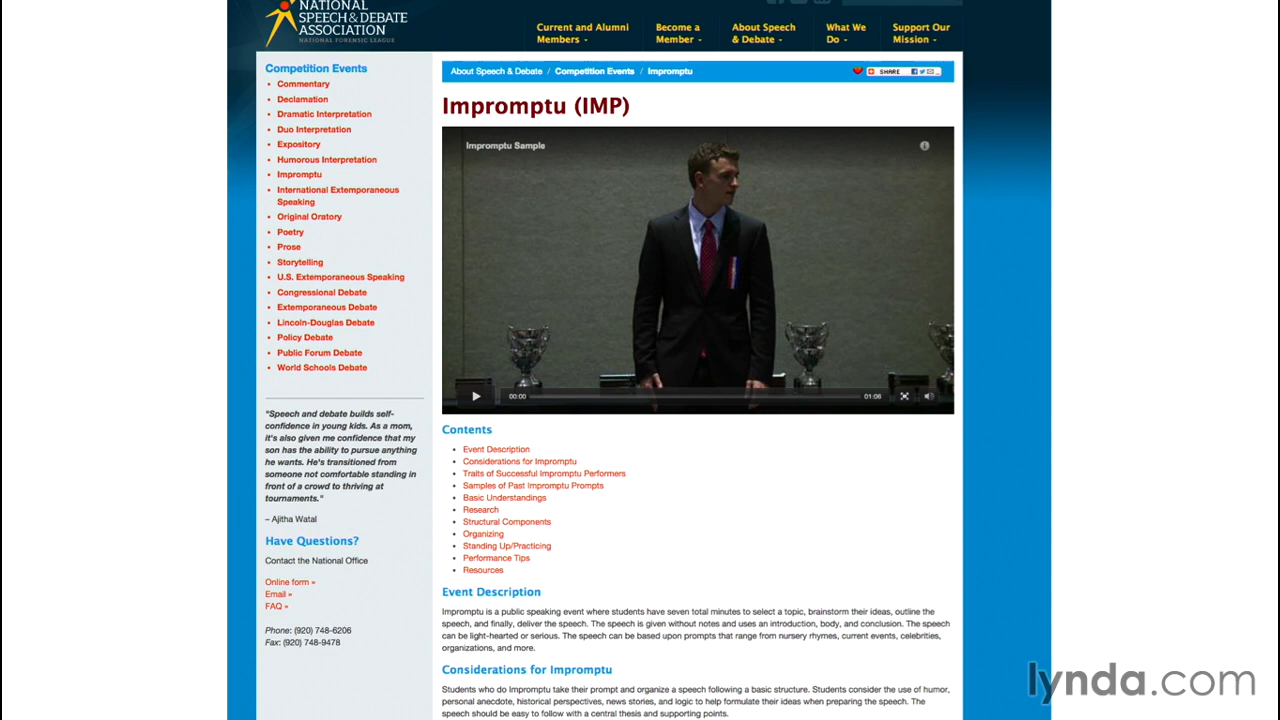 NATIONAL
SPEECH & DEBATE
ASSOCIATION
NATIONAL FORENSIC LEAGUE
Current and Alumni
Members
Become a
Member
About Speech
& Debate
What We
Do
Support Our
Mission
Competition Events
Commentary
Declamation
Dramatic Interpretation
Duo Interpretation
Expository
Humorous Interpretation
Impromptu
International Extemporaneous
Speaking
Original Oratory
Poetry
Prose
Storytelling
U.S. Extemporaneous Speaking
Congressional Debate
Extemporaneous Debate
Lincoln-Douglas Debate
Policy Debate
Public Forum Debate
World Schools Debate
"Speech and debate builds self-
confidence in young kids. As a mom,
it's also given me confidence that my
son has the ability to pursue anything
he wants. He's transitioned from
someone not comfortable standing in
front of a crowd to thriving at
tournaments."
– Ajitha Watal
Have Questions?
Contact the National Office
Online form »
Email »
FAQ »
Phone: (920) 748-6206
Fax: (920) 748-9478
About Speech & Debate / Competition Events / Impromptu
SHARE
Impromptu (IMP)
Impromptu Sample
00:00
01:06
Contents
Event Description
Considerations for Impromptu
Traits of Successful Impromptu Performers
Samples of Past Impromptu Prompts
Basic Understandings
Research
Structural Components
Organizing
Standing Up/Practicing
Performance Tips
Resources
Event Description
Impromptu is a public speaking event where students have seven total minutes to select a topic, brainstorm their ideas, outline the
speech, and finally, deliver the speech. The speech is given without notes and uses an introduction, body, and conclusion. The speech
can be light-hearted or serious. The speech can be based upon prompts that range from nursery rhymes, current events, celebrities,
organizations, and more.
Considerations for Impromptu
Students who do Impromptu take their prompt and organize a speech following a basic structure. Students consider the use of humor,
personal anecdote, historical perspectives, news stories, and logic to help formulate their ideas when preparing the speech. The
speech should be easy to follow with a central thesis and supporting points.
lynda.com